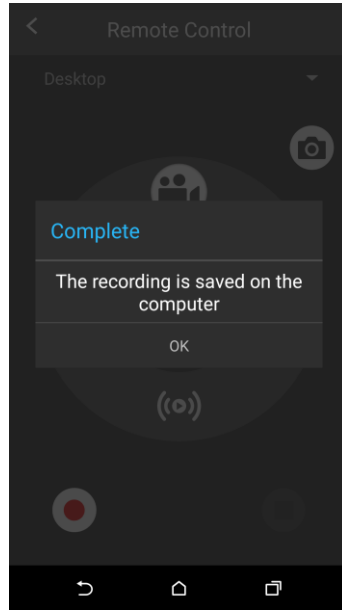 Remote Control
Desktop
Complete
The recording is saved on the
computer
OK